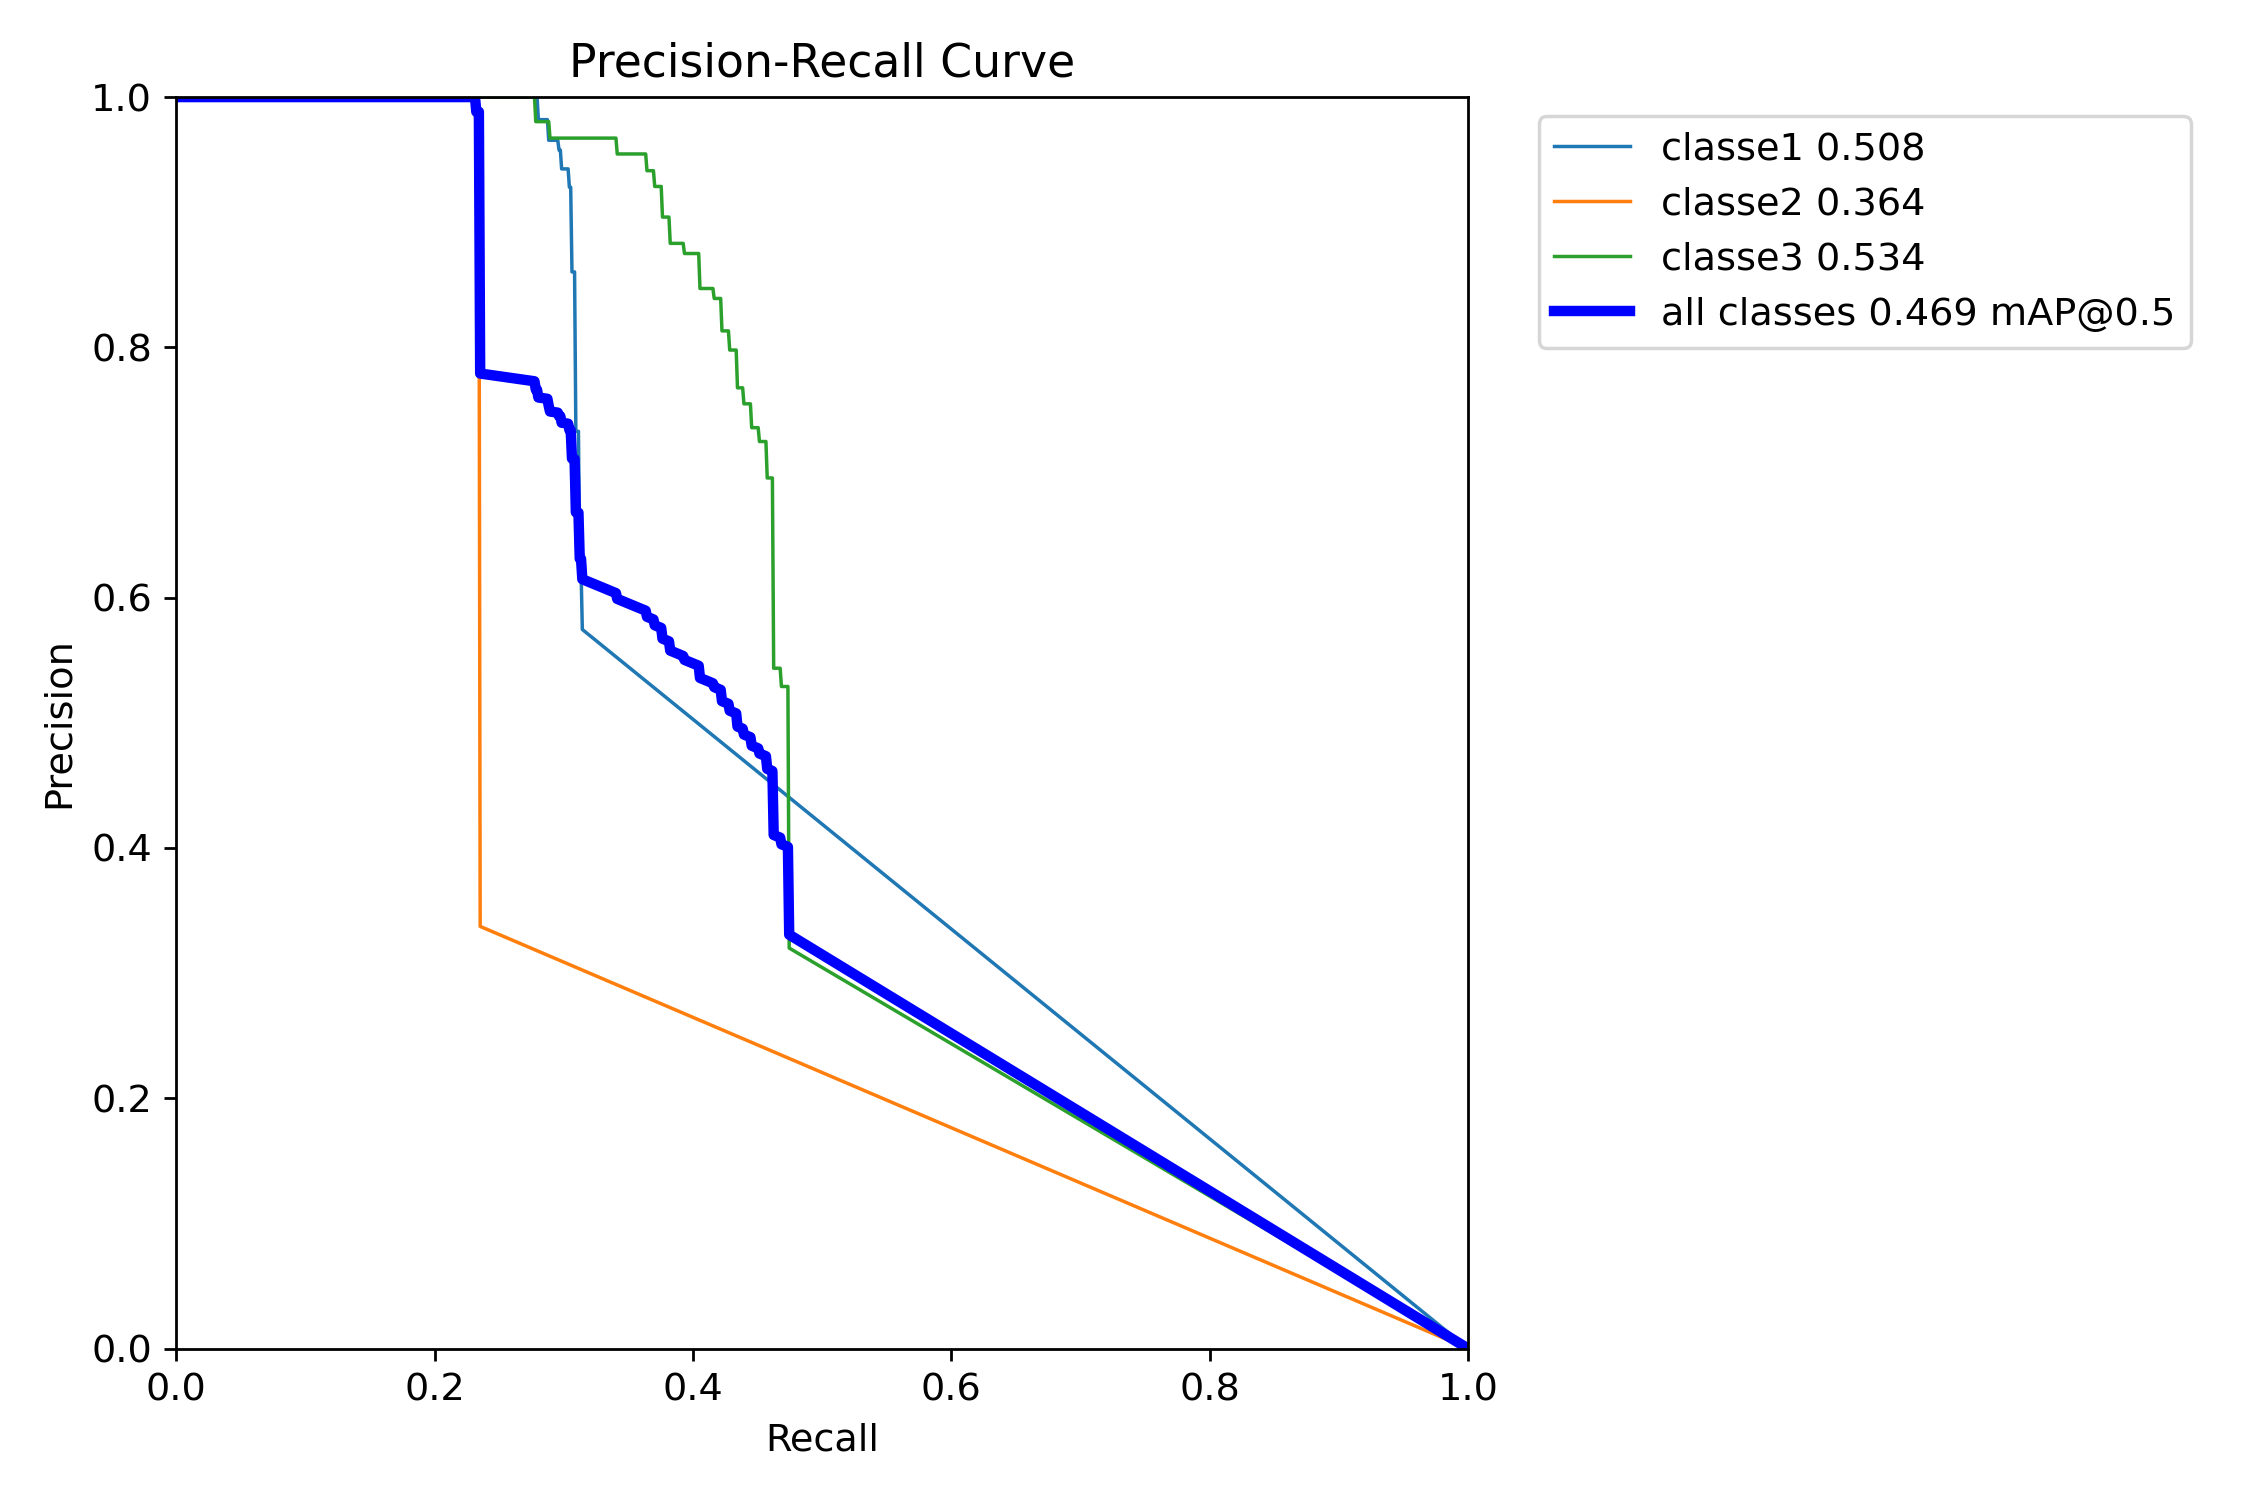 Precision-Recall Curve
1.0
0.8
0.6
0.4
0.2
0.0
Precision
0.0 0.2 0.4 0.6 0.8 1.0
Recall
classe1 0.508
classe2 0.364
classe3 0.534
all classes 0.469 mAP@0.5